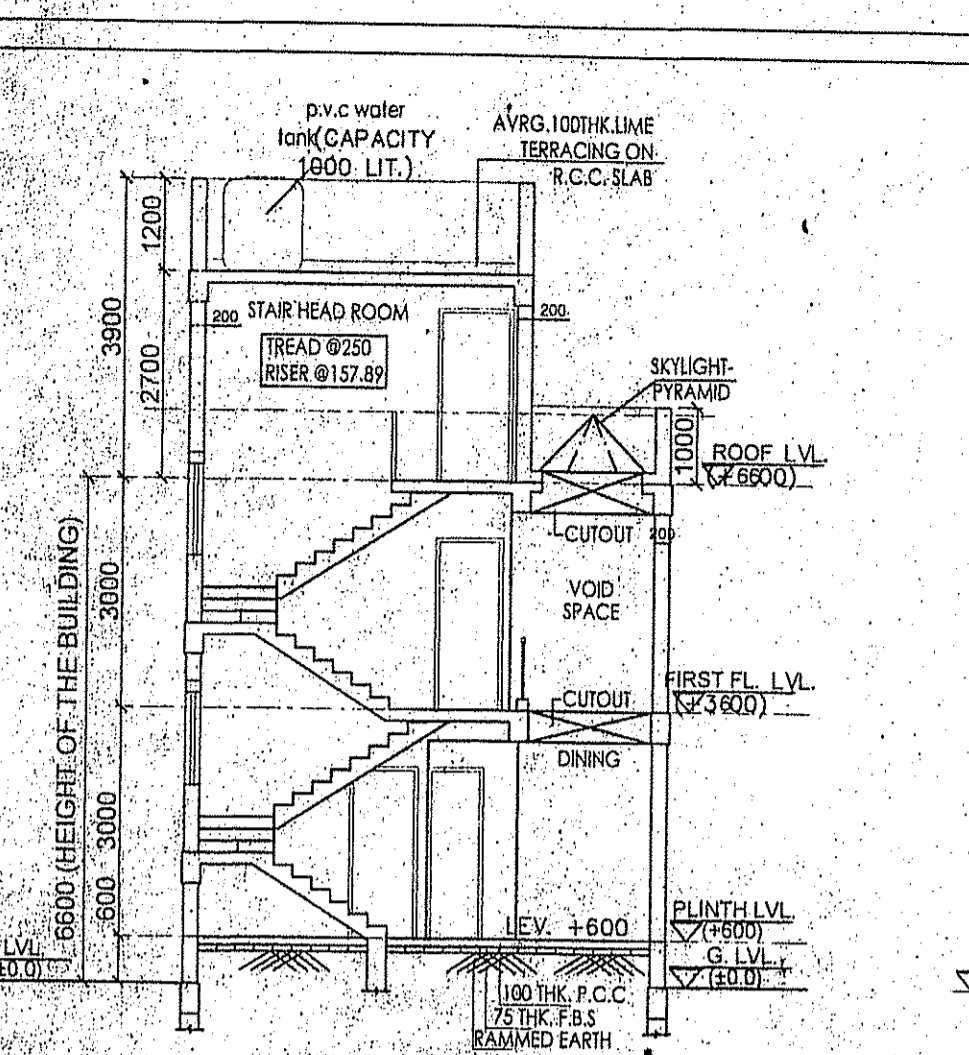 p.v.c water
tank(CAPACITY
1000 LIT.)
AVRG.100THK.LIME
TERRACING ON
R.C.C.SLAB
1200
3900
2700
200
STAIR HEAD ROOM
200
TREAD @250
RISER @157.89
SKYLIGHT-
PYRAMID
1000
ROOF LVL.
(+6600)
CUTOUT
200
VOID
SPACE
6600 (HEIGHT OF THE BUILDING)
3000
FIRST FL. LVL.
(+3600)
CUTOUT
DINING
3000
600
LEV. +600
PLINTH LVL.
(+600)
G. LVL.
(±0.0)
LVL.
(±0.0)
100 THK. P.C.C
75 THK. F.B.S
RAMMED EARTH